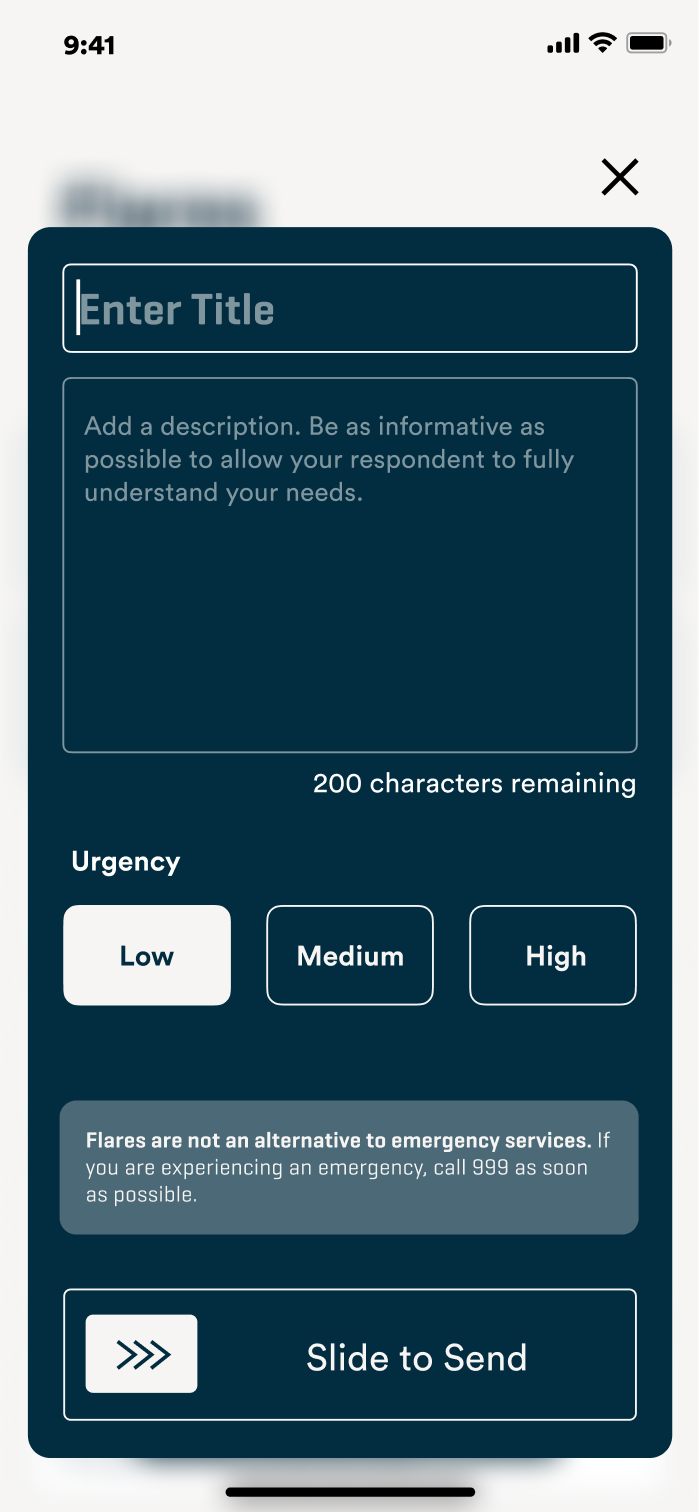 9:41
Enter Title
Add a description. Be as informative as
possible to allow your respondent to fully
understand your needs.
200 characters remaining
Urgency
Low
Medium
High
Flares are not an alternative to emergency services. If
you are experiencing an emergency, call 999 as soon
as possible.
Slide to Send